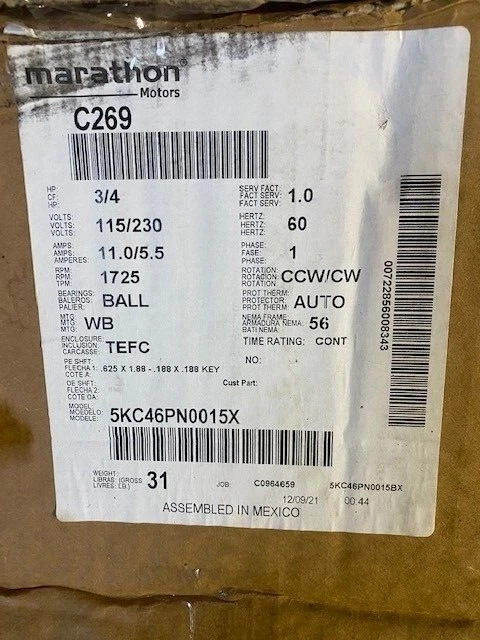 marathon®
Motors
C269
HP:
CF:
HP:
3/4
SERV FACT:
FACT SERV:
FACT SERV:
1.0
VOLTS:
VOLTS:
VOLTS:
115/230
HERTZ:
HERTZ:
HERTZ:
60
AMPS:
AMPS:
AMPERES:
11.0/5.5
PHASE:
FASE:
PHASE:
1
RPM:
RPM:
TPM:
1725
ROTATION:
ROTACION:
ROTATION:
CCW/CW
BEARINGS:
BALEROS:
PALIER:
BALL
PROT THERM:
PROTECTOR:
PROT THERM:
AUTO
MTG:
MTG:
MTG:
WB
NEMA FRAME:
ARMADURA NEMA:
BATI NEMA:
56
ENCLOSURE
INCLUSION:
CARCASSE:
TEFC
TIME RATING: CONT
PE SHFT:
FLECHA 1:
COTE A:
.625 X 1.88 - .188 X .188 KEY
NO:
OE SHFT:
FLECHA 2:
COTE OA:
Cust Part:
MODEL
MOEDELO:
MODELE:
5KC46PN0015X
WEIGHT:
LIBRAS: (GROSS
LIVRES: LB.)
31
JOB: C0964659 5KC46PN0015BX
12/09/21 00:44
ASSEMBLED IN MEXICO
00722856008343